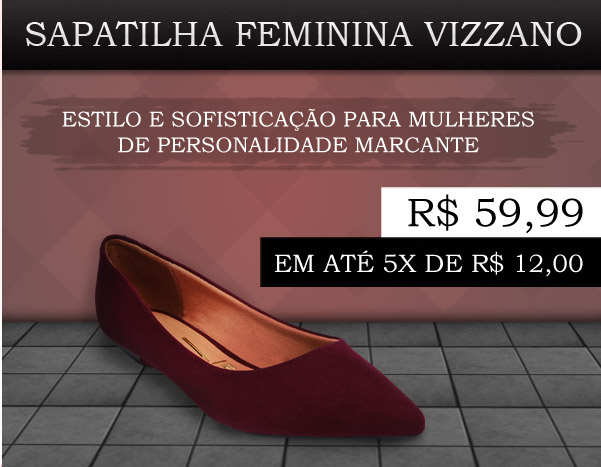 SAPATILHA FEMININA VIZZANO
ESTILO E SOFISTICAÇÃO PARA MULHERES
DE PERSONALIDADE MARCANTE
R$ 59,99
EM ATÉ 5X DE R$ 12,00